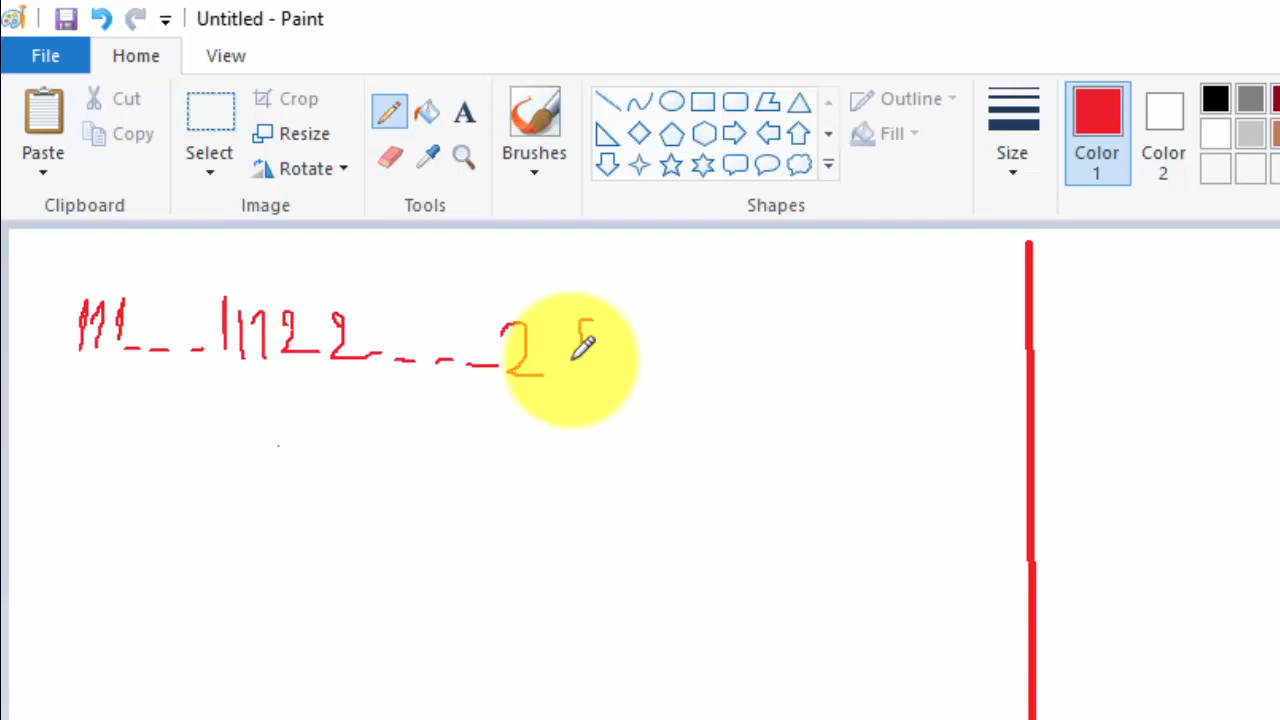 Untitled - Paint
File Home View
Paste
Cut
Copy
Clipboard
Select
Crop
Resize
Rotate
Image
A
Tools
Brushes
Shapes
Outline
Fill
Size
Color 1
Color 2
111___11122____2